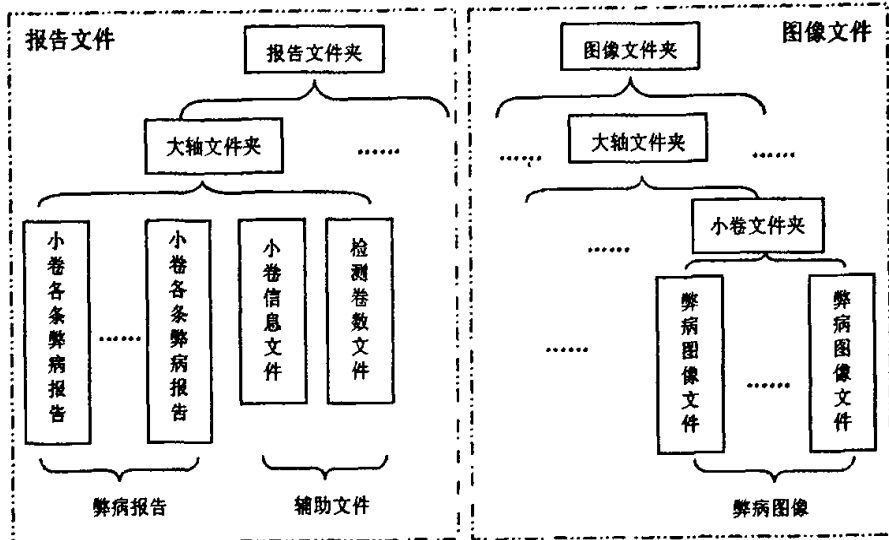 报告文件
报告文件夹
大轴文件夹
……
小卷各条弊病报告
……
小卷各条弊病报告
小卷信息文件
检测卷数文件
弊病报告
辅助文件
图像文件
图像文件夹
……
大轴文件夹
……
小卷文件夹
……
……
弊病图像文件
……
弊病图像文件
弊病图像